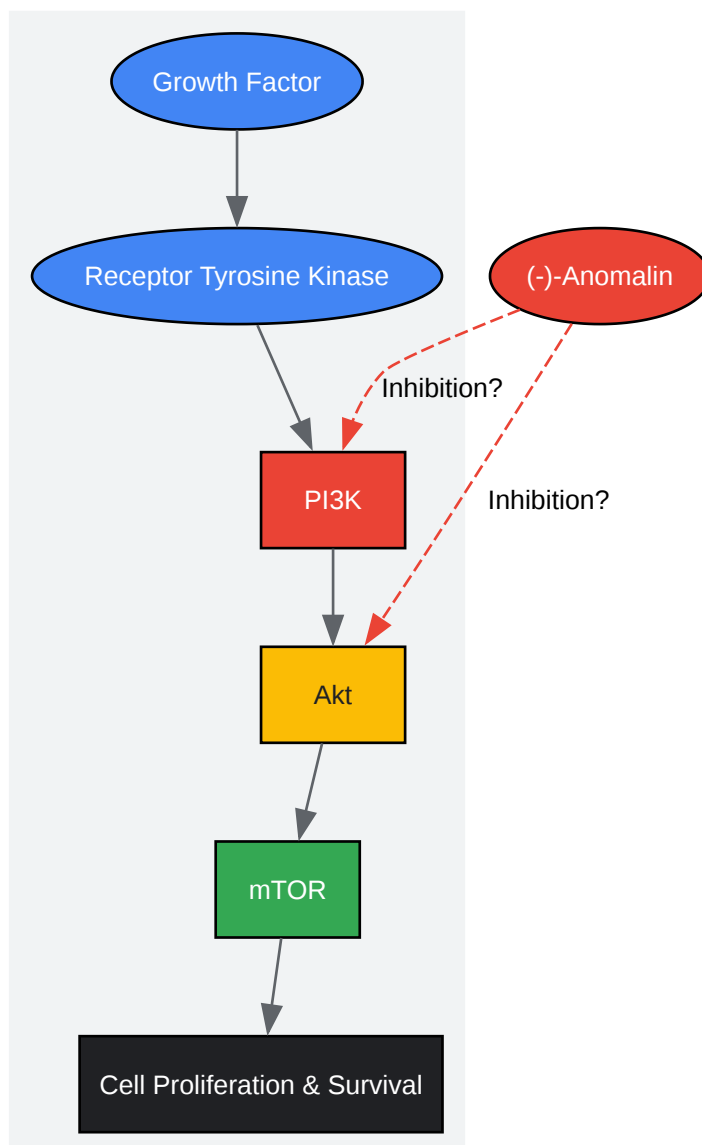 Growth Factor
Receptor Tyrosine Kinase
(-)-Anomalin
Inhibition?
PI3K
Inhibition?
Akt
mTOR
Cell Proliferation & Survival